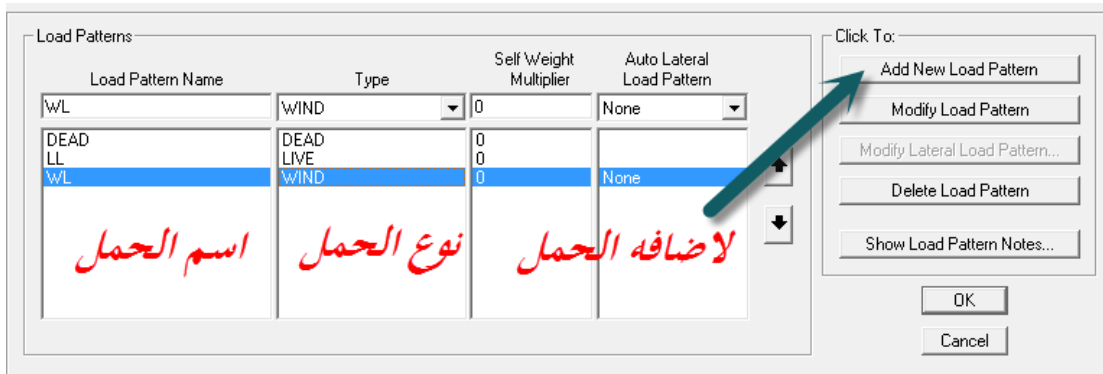 Load Patterns
Click To:
Self Weight Auto Lateral
Load Pattern Name Type Multiplier Load Pattern
Add New Load Pattern
WL WIND 0 None
Modify Load Pattern
DEAD DEAD 0
LL LIVE 0
Modify Lateral Load Pattern...
WL WIND 0 None
Delete Load Pattern
اسم الحمل نوع الحمل لاضافه الحمل
Show Load Pattern Notes...
OK
Cancel